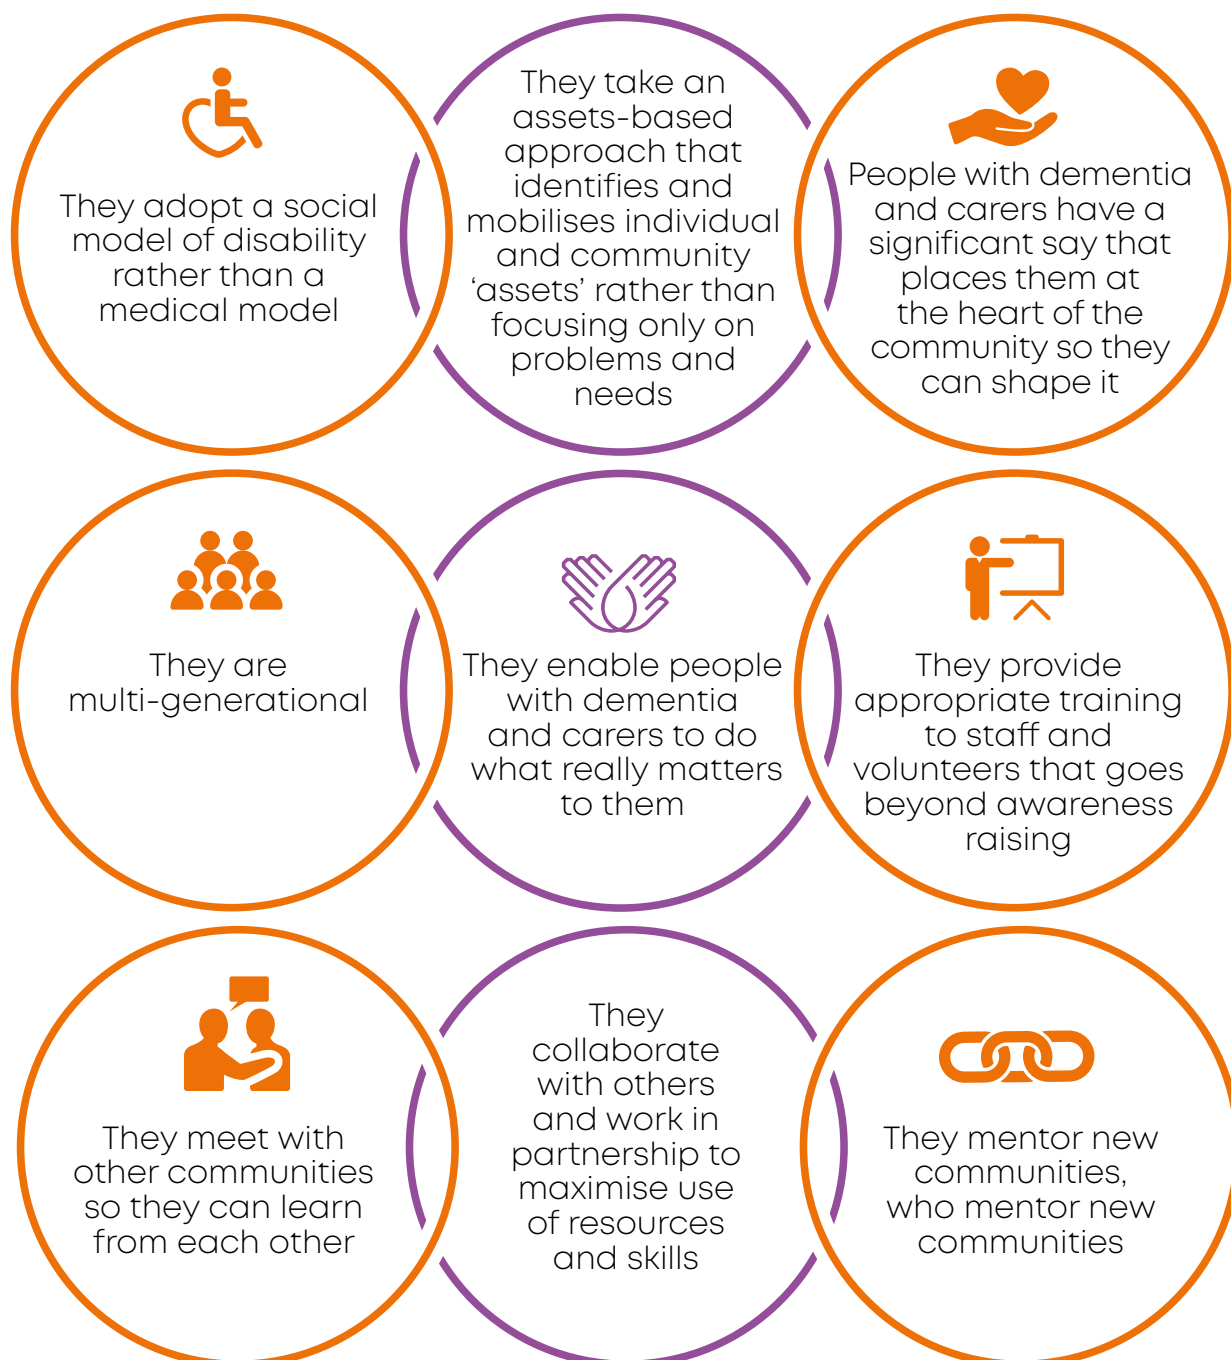 They adopt a social
model of disability
rather than a
medical model
They take an
assets-based
approach that
identifies and
mobilises individual
and community
‘assets’ rather than
focusing only on
problems and
needs
People with dementia
and carers have a
significant say that
places them at
the heart of the
community so they
can shape it
They are
multi-generational
They enable people
with dementia
and carers to do
what really matters
to them
They provide
appropriate training
to staff and
volunteers that goes
beyond awareness
raising
They meet with
other communities
so they can learn
from each other
They
collaborate
with others
and work in
partnership to
maximise use
of resources
and skills
They mentor new
communities,
who mentor new
communities